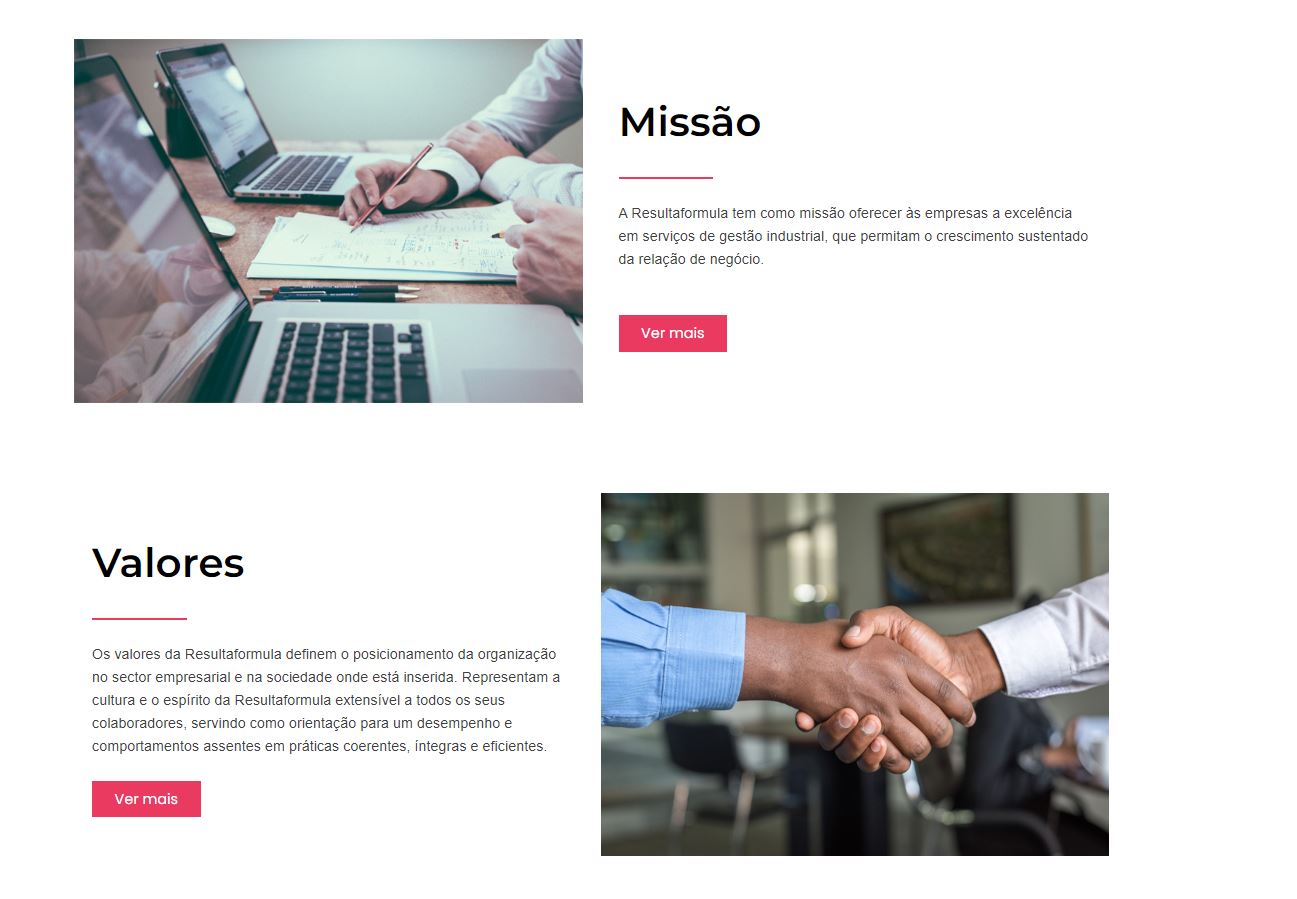 Missão
A Resultaformula tem como missão oferecer às empresas a excelência
em serviços de gestão industrial, que permitam o crescimento sustentado
da relação de negócio.
Ver mais
Valores
Os valores da Resultaformula definem o posicionamento da organização
no sector empresarial e na sociedade onde está inserida. Representam a
cultura e o espírito da Resultaformula extensível a todos os seus
colaboradores, servindo como orientação para um desempenho e
comportamentos assentes em práticas coerentes, íntegras e eficientes.
Ver mais